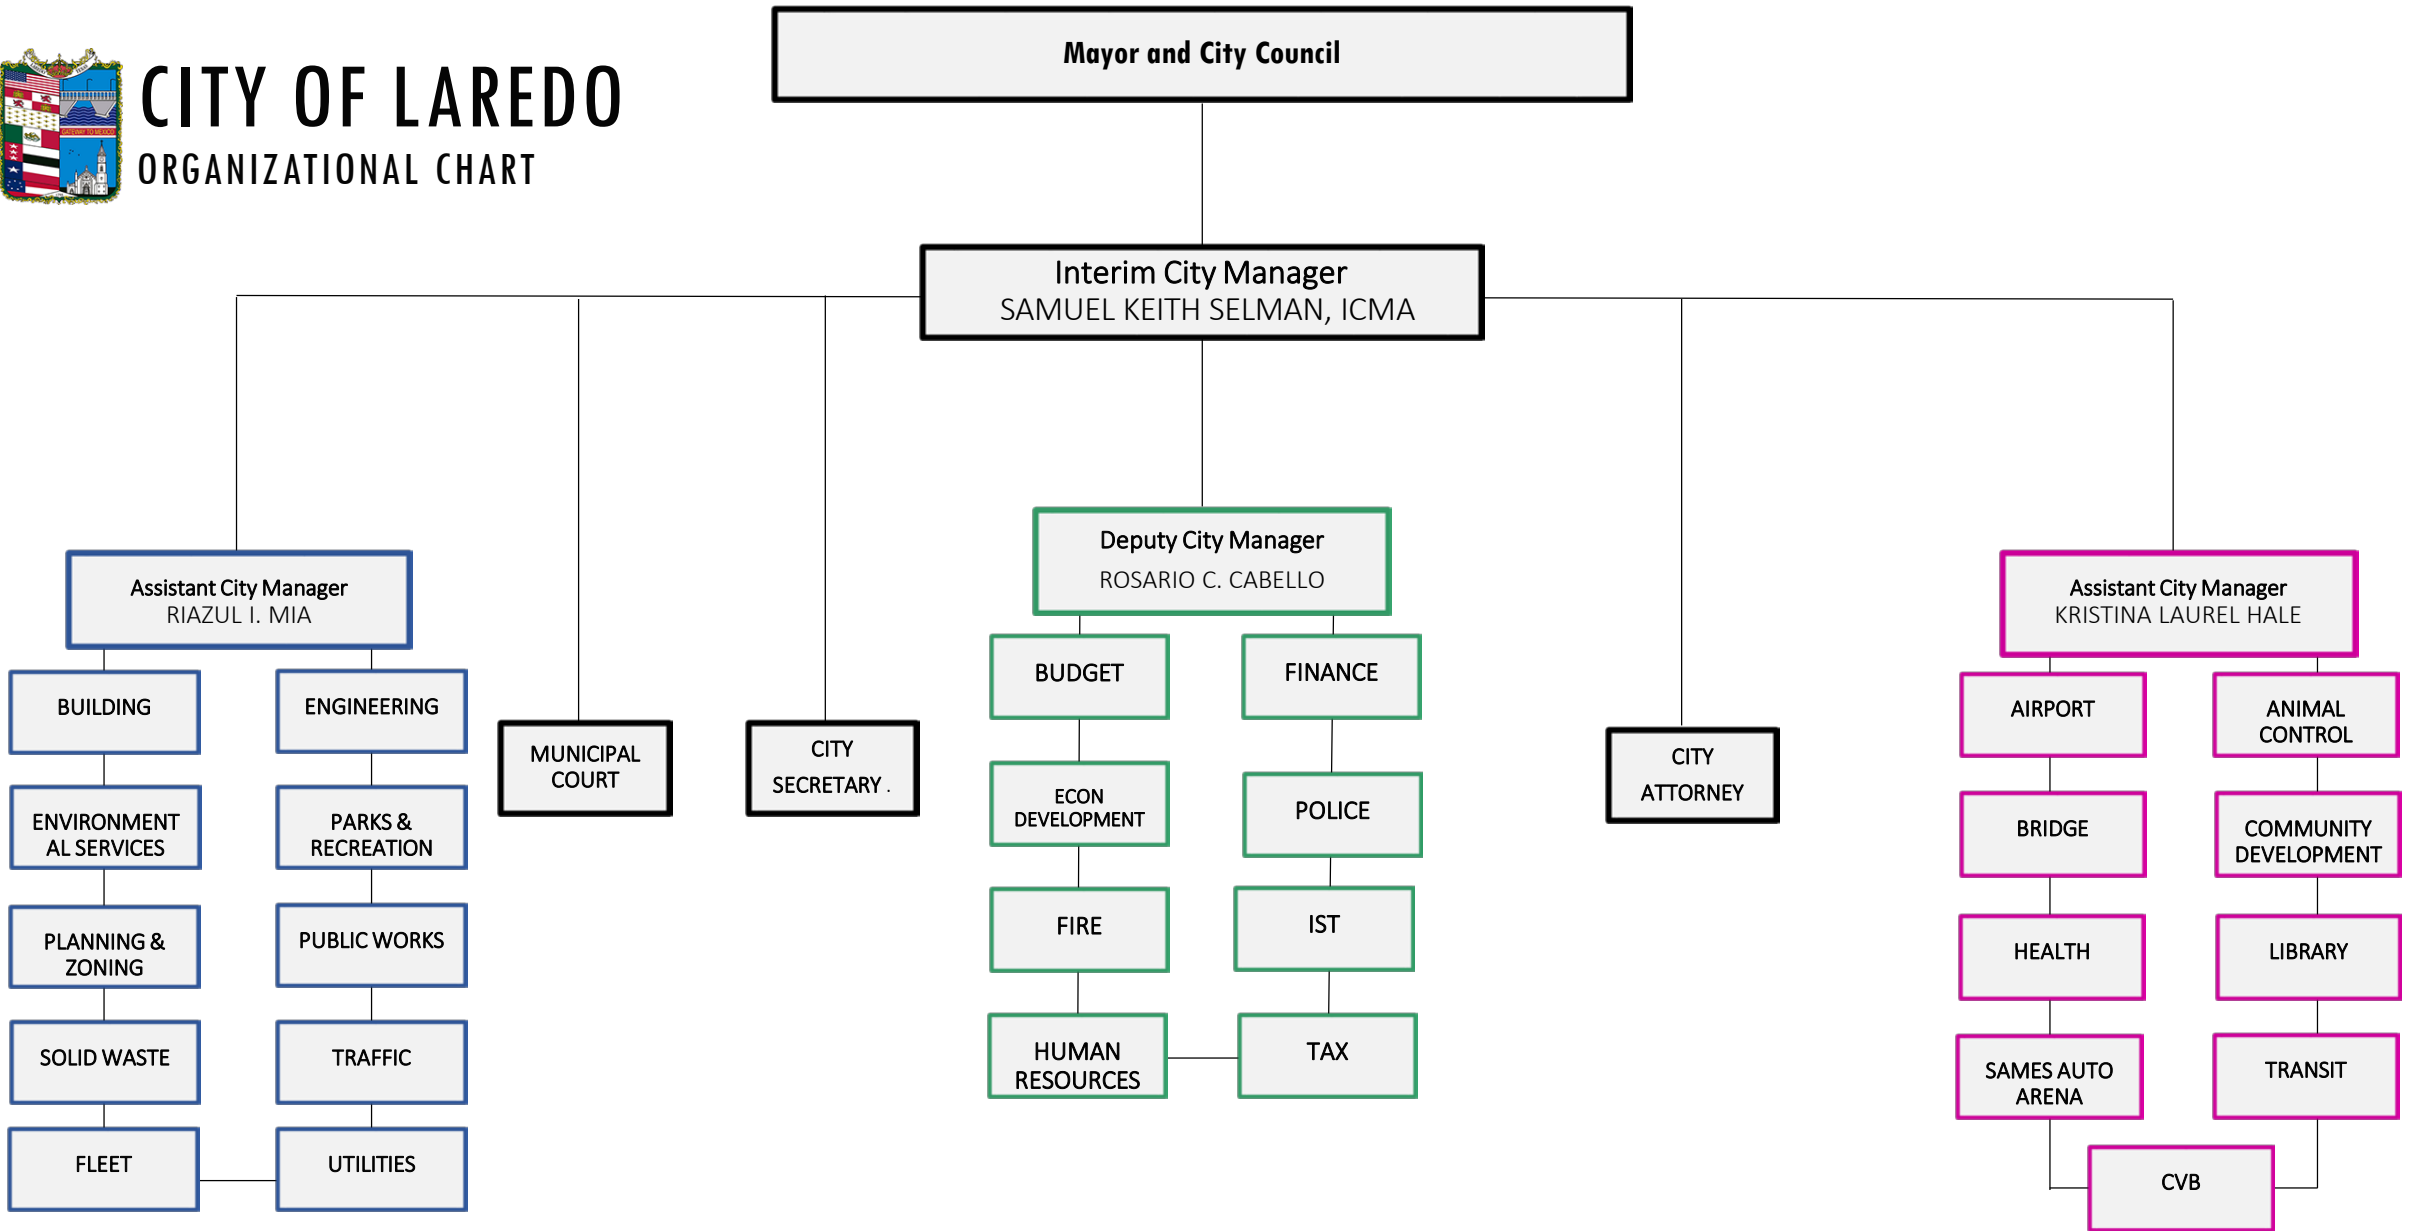 CITY OF LAREDO
ORGANIZATIONAL CHART
GATEWAY TO MEXICO
Mayor and City Council
Interim City Manager
SAMUEL KEITH SELMAN, ICMA
Assistant City Manager
RIAZUL I. MIA
BUILDING
ENVIRONMENT
AL SERVICES
PLANNING &
ZONING
SOLID WASTE
FLEET
ENGINEERING
PARKS &
RECREATION
PUBLIC WORKS
TRAFFIC
UTILITIES
MUNICIPAL
COURT
CITY
SECRETARY .
Deputy City Manager
ROSARIO C. CABELLO
BUDGET
ECON
DEVELOPMENT
FIRE
HUMAN
RESOURCES
FINANCE
POLICE
IST
TAX
CITY
ATTORNEY
Assistant City Manager
KRISTINA LAUREL HALE
AIRPORT
BRIDGE
HEALTH
SAMES AUTO
ARENA
ANIMAL
CONTROL
COMMUNITY
DEVELOPMENT
LIBRARY
TRANSIT
CVB